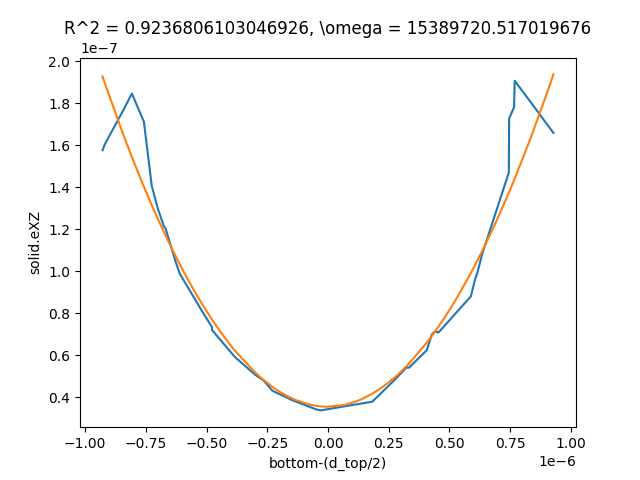 R^2 = 0.9236806103046926, \omega = 15389720.517019676
1e−7
2.0
1.8
1.6
1.4
1.2
1.0
0.8
0.6
0.4
solid.eXZ
−1.00 −0.75 −0.50 −0.25 0.00 0.25 0.50 0.75 1.00
bottom-(d_top/2)
1e−6